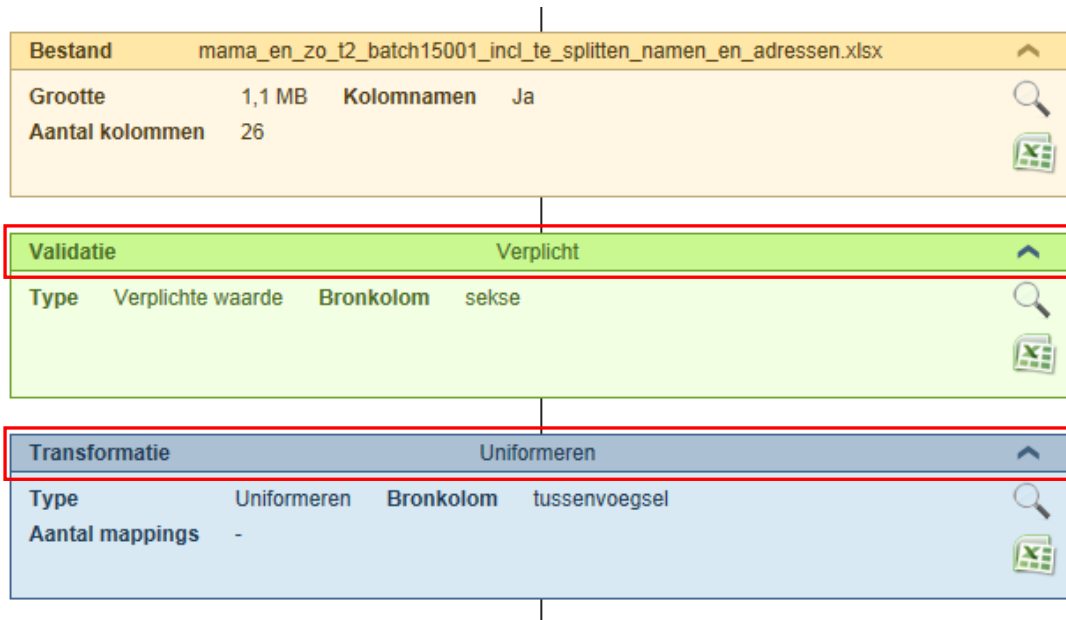 Bestand mama_en_zo_t2_batch15001_incl_te_splitten_namen_en_adressen.xlsx
Grootte 1,1 MB Kolomnamen Ja
Aantal kolommen 26
Validatie Verplicht
Type Verplichte waarde Bronkolom sekse
Transformatie Uniformeren
Type Uniformeren Bronkolom tussenvoegsel
Aantal mappings -